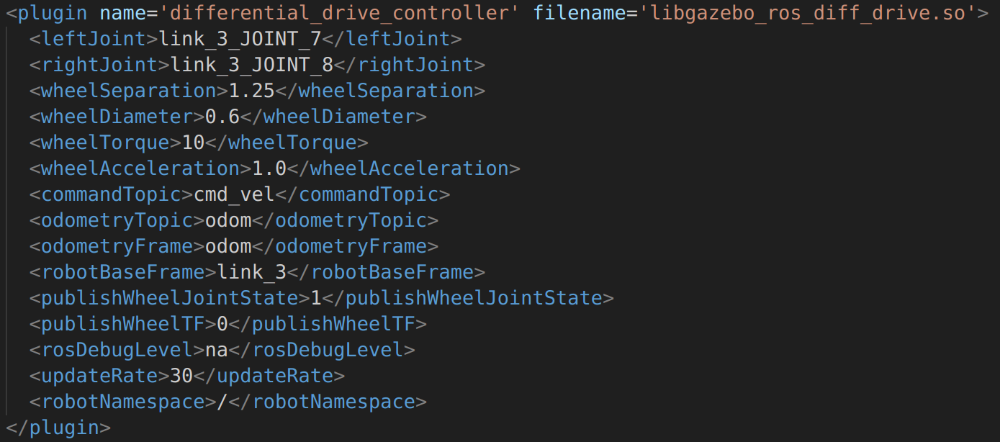 <plugin name='differential_drive_controller' filename='libgazebo_ros_diff_drive.so'>
<leftJoint>link_3_JOINT_7</leftJoint>
<rightJoint>link_3_JOINT_8</rightJoint>
<wheelSeparation>1.25</wheelSeparation>
<wheelDiameter>0.6</wheelDiameter>
<wheelTorque>10</wheelTorque>
<wheelAcceleration>1.0</wheelAcceleration>
<commandTopic>cmd_vel</commandTopic>
<odometryTopic>odom</odometryTopic>
<odometryFrame>odom</odometryFrame>
<robotBaseFrame>link_3</robotBaseFrame>
<publishWheelJointState>1</publishWheelJointState>
<publishWheelTF>0</publishWheelTF>
<rosDebugLevel>na</rosDebugLevel>
<updateRate>30</updateRate>
<robotNamespace>/</robotNamespace>
</plugin>